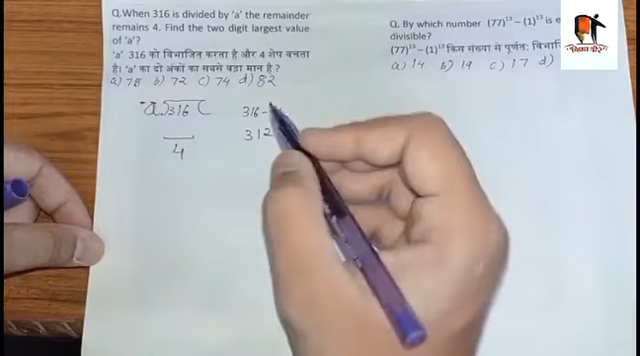 Q.When 316 is divided by 'a' the remainder
remains 4. Find the two digit largest value
of 'a'?
'a' 316 को विभाजित करता है और 4 शेष बचता
है। 'a' का दो अंकों का सबसे बड़ा मान है ?
a) 78 b) 72 c) 74 d) 82
a) 316 (
4
316-
312
Q. By which number (77)¹³ – (1)¹³ is
divisible?
(77)¹³ – (1)¹³ किस संख्या से पूर्णत:
a) 14 b) 19 c) 17 d)